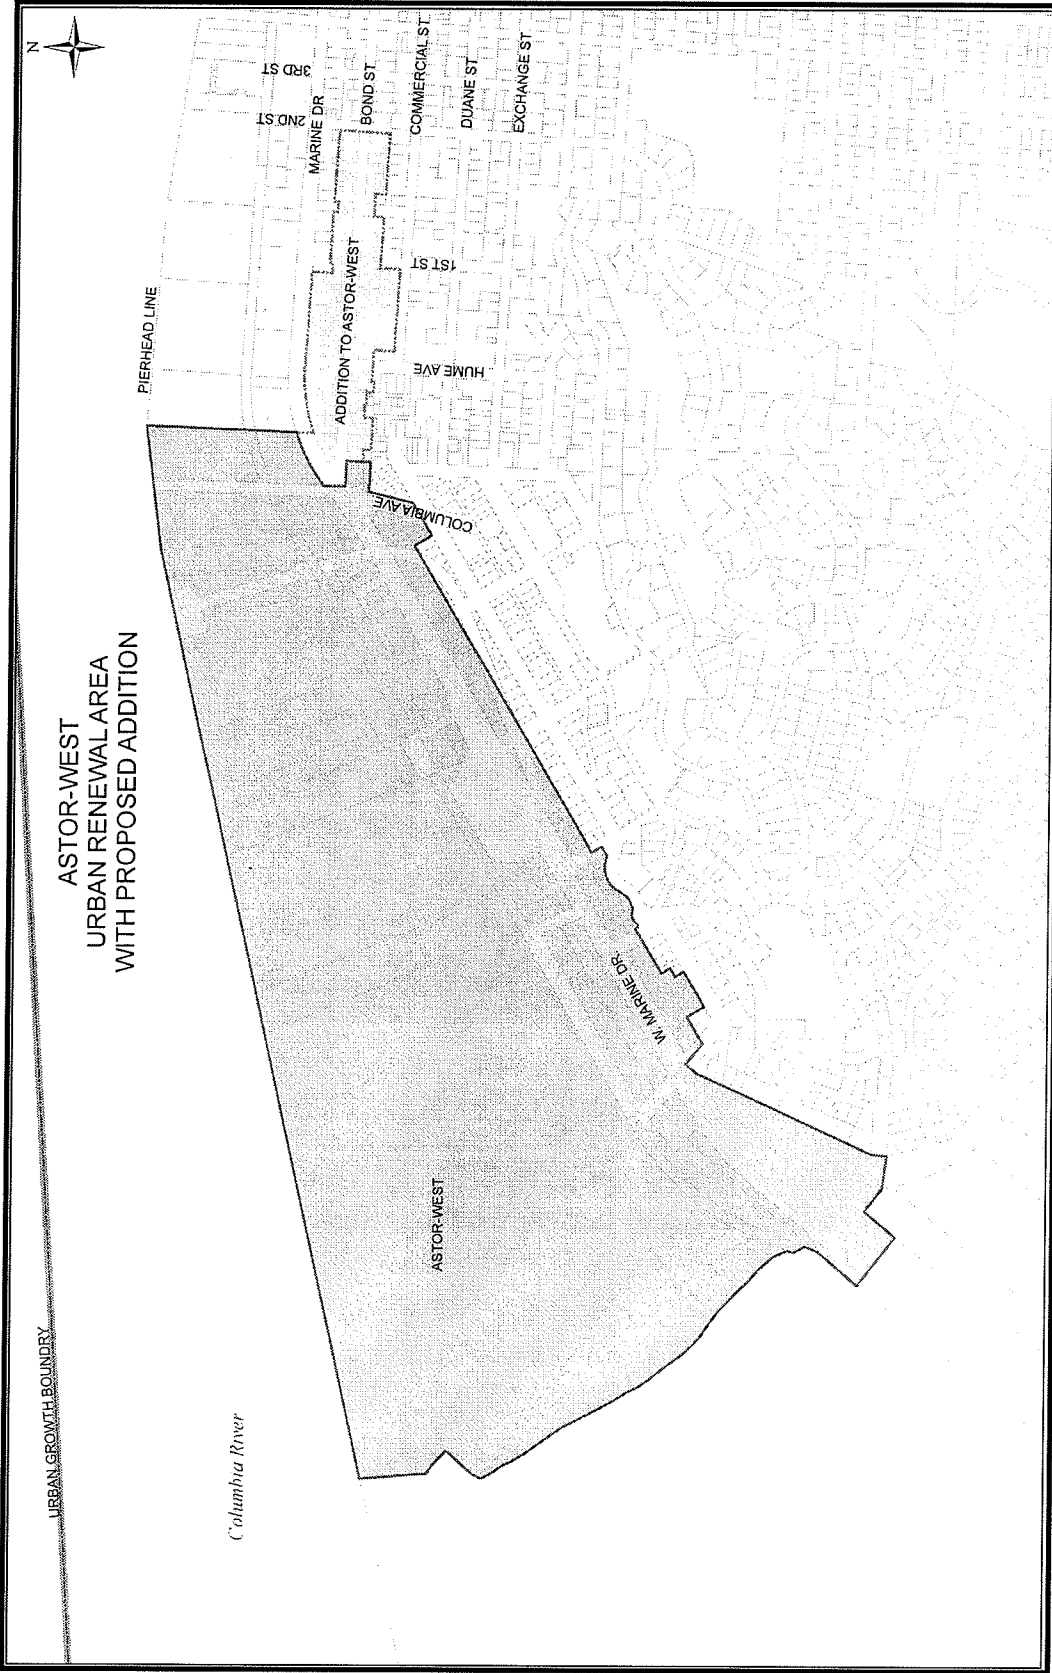 ASTOR-WEST
URBAN RENEWAL AREA
WITH PROPOSED ADDITION
N
URBAN GROWTH BOUNDRY
Columbia River
PIERHEAD LINE
ASTOR-WEST
W. MARINE DR.
COLUMBIA AVE
ADDITION TO ASTOR-WEST
HUME AVE
1ST ST
2ND ST
3RD ST
MARINE DR
BOND ST
COMMERCIAL ST
DUANE ST
EXCHANGE ST